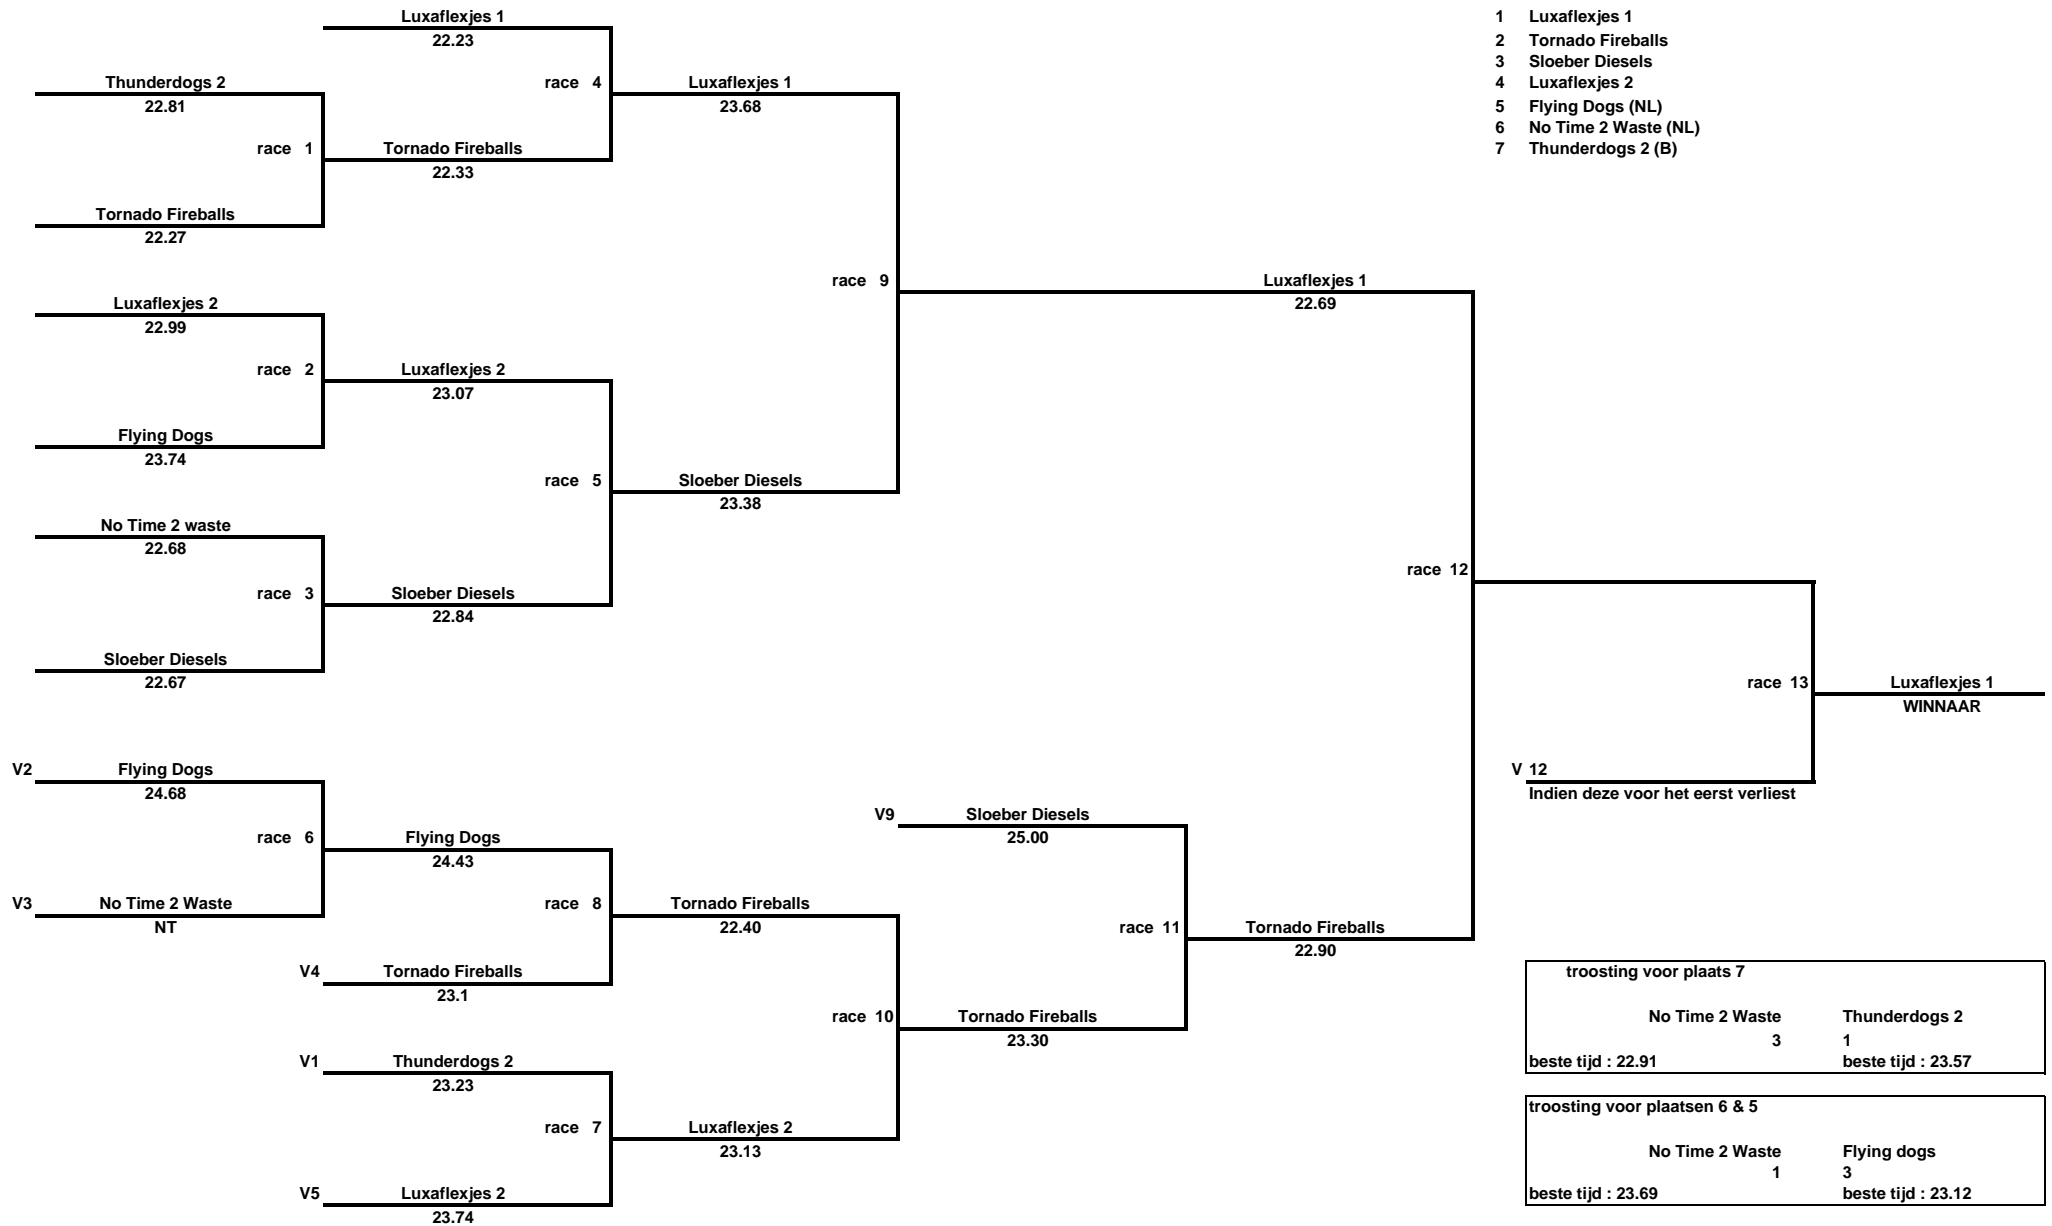 Luxaflexjes 1
22.23
1 Luxaflexjes 1
2 Tornado Fireballs
3 Sloeber Diesels
4 Luxaflexjes 2
5 Flying Dogs (NL)
6 No Time 2 Waste (NL)
7 Thunderdogs 2 (B)
Thunderdogs 2
22.81
race 4
Luxaflexjes 1
23.68
race 1
Tornado Fireballs
22.33
Tornado Fireballs
22.27
race 9
Luxaflexjes 1
22.69
Luxaflexjes 2
22.99
race 2
Luxaflexjes 2
23.07
Flying Dogs
23.74
race 5
Sloeber Diesels
23.38
No Time 2 waste
22.68
race 3
Sloeber Diesels
22.84
race 12
Sloeber Diesels
22.67
race 13
Luxaflexjes 1
WINNAAR
V2 Flying Dogs
24.68
V 12
Indien deze voor het eerst verliest
V9 Sloeber Diesels
25.00
race 6
Flying Dogs
24.43
V3 No Time 2 Waste
NT
race 8
Tornado Fireballs
22.40
race 11
Tornado Fireballs
22.90
V4 Tornado Fireballs
23.1
troosting voor plaats 7
No Time 2 Waste Thunderdogs 2
3 1
beste tijd : 22.91 beste tijd : 23.57
race 10
Tornado Fireballs
23.30
V1 Thunderdogs 2
23.23
race 7
Luxaflexjes 2
23.13
troosting voor plaatsen 6 & 5
No Time 2 Waste Flying dogs
1 3
beste tijd : 23.69 beste tijd : 23.12
V5 Luxaflexjes 2
23.74